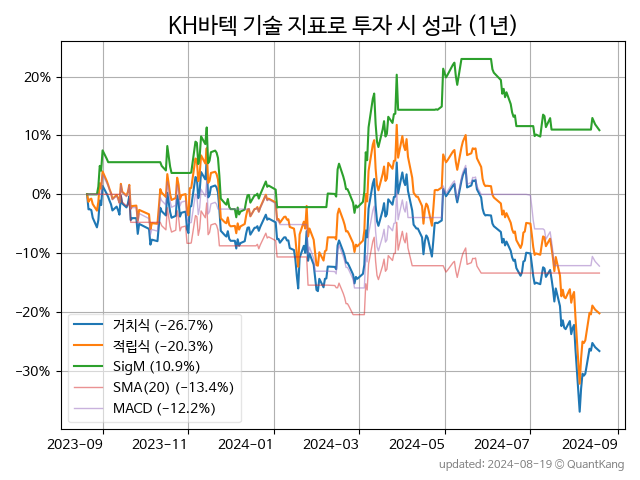 KH바텍 기술 지표로 투자 시 성과 (1년)
20%
10%
0%
−10%
−20%
−30%
거치식 (−26.7%)
적립식 (−20.3%)
SigM (10.9%)
SMA(20) (−13.4%)
MACD (−12.2%)
2023-09 2023-11 2024-01 2024-03 2024-05 2024-07 2024-09
updated: 2024-08-19 © QuantKang